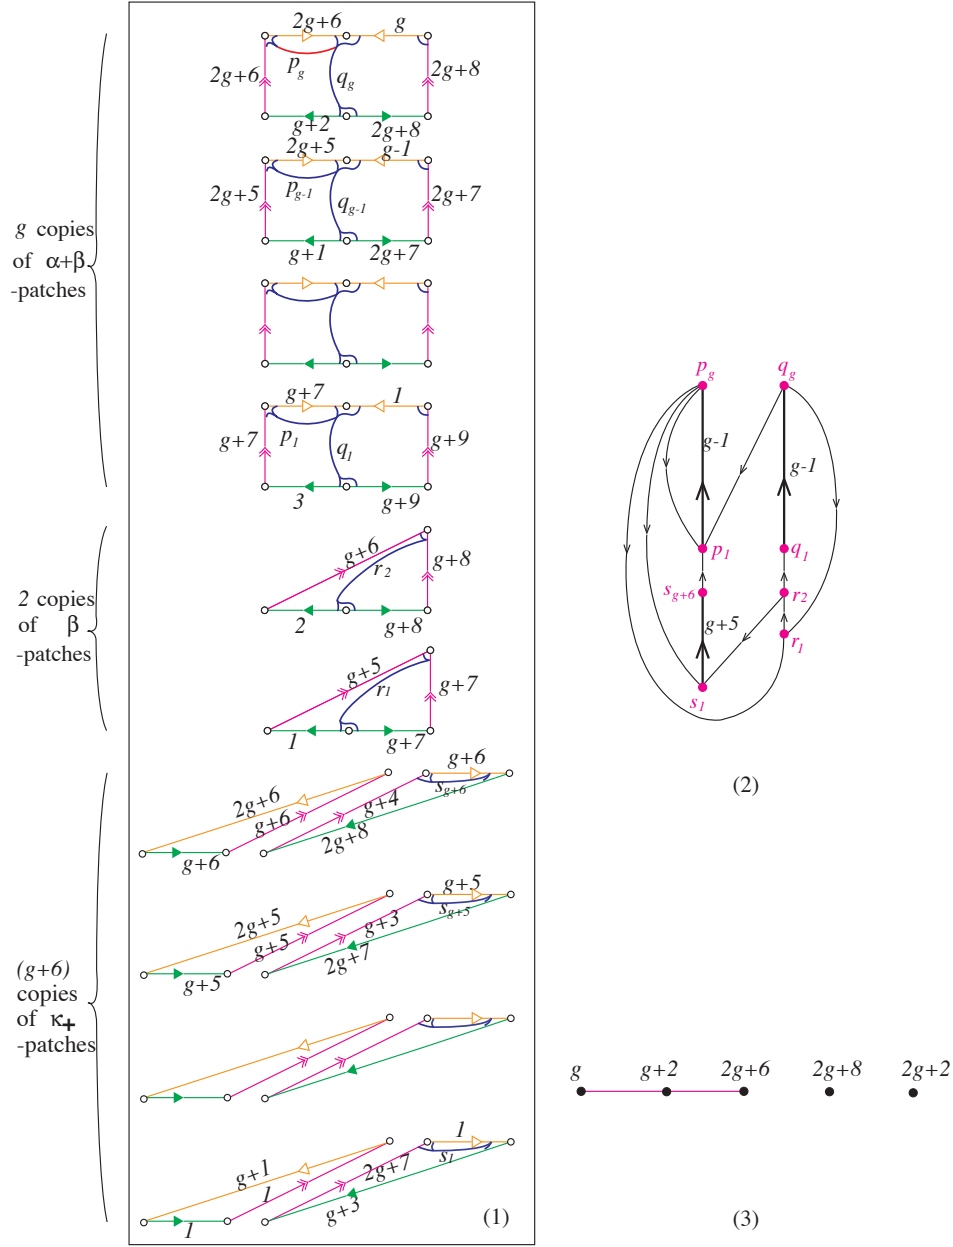 2g+6 g
2g+6 p_g q_g 2g+8
g+2 2g+8
2g+5 g-1
2g+5 p_{g-1} q_{g-1} 2g+7
g+1 2g+7
g copies
of α+β
-patches
g+7 1
g+7 p_1 q_1 g+9
3 g+9
g+6 r_2 g+8
2 g+8
2 copies
of β
-patches
g+5 r_1 g+7
1 g+7
g+6
2g+6 g+6 g+4 s_{g+6}
g+6 2g+8
g+5
2g+5 g+5 g+3 s_{g+5}
g+5 2g+7
(g+6)
copies
of κ+
-patches
1
g+1 1 2g+7 s_1
1 g+3
(1)
p_g q_g
g-1 g-1
p_1 q_1
s_{g+6} r_2
g+5 r_1
s_1
(2)
g g+2 2g+6 2g+8 2g+2
(3)